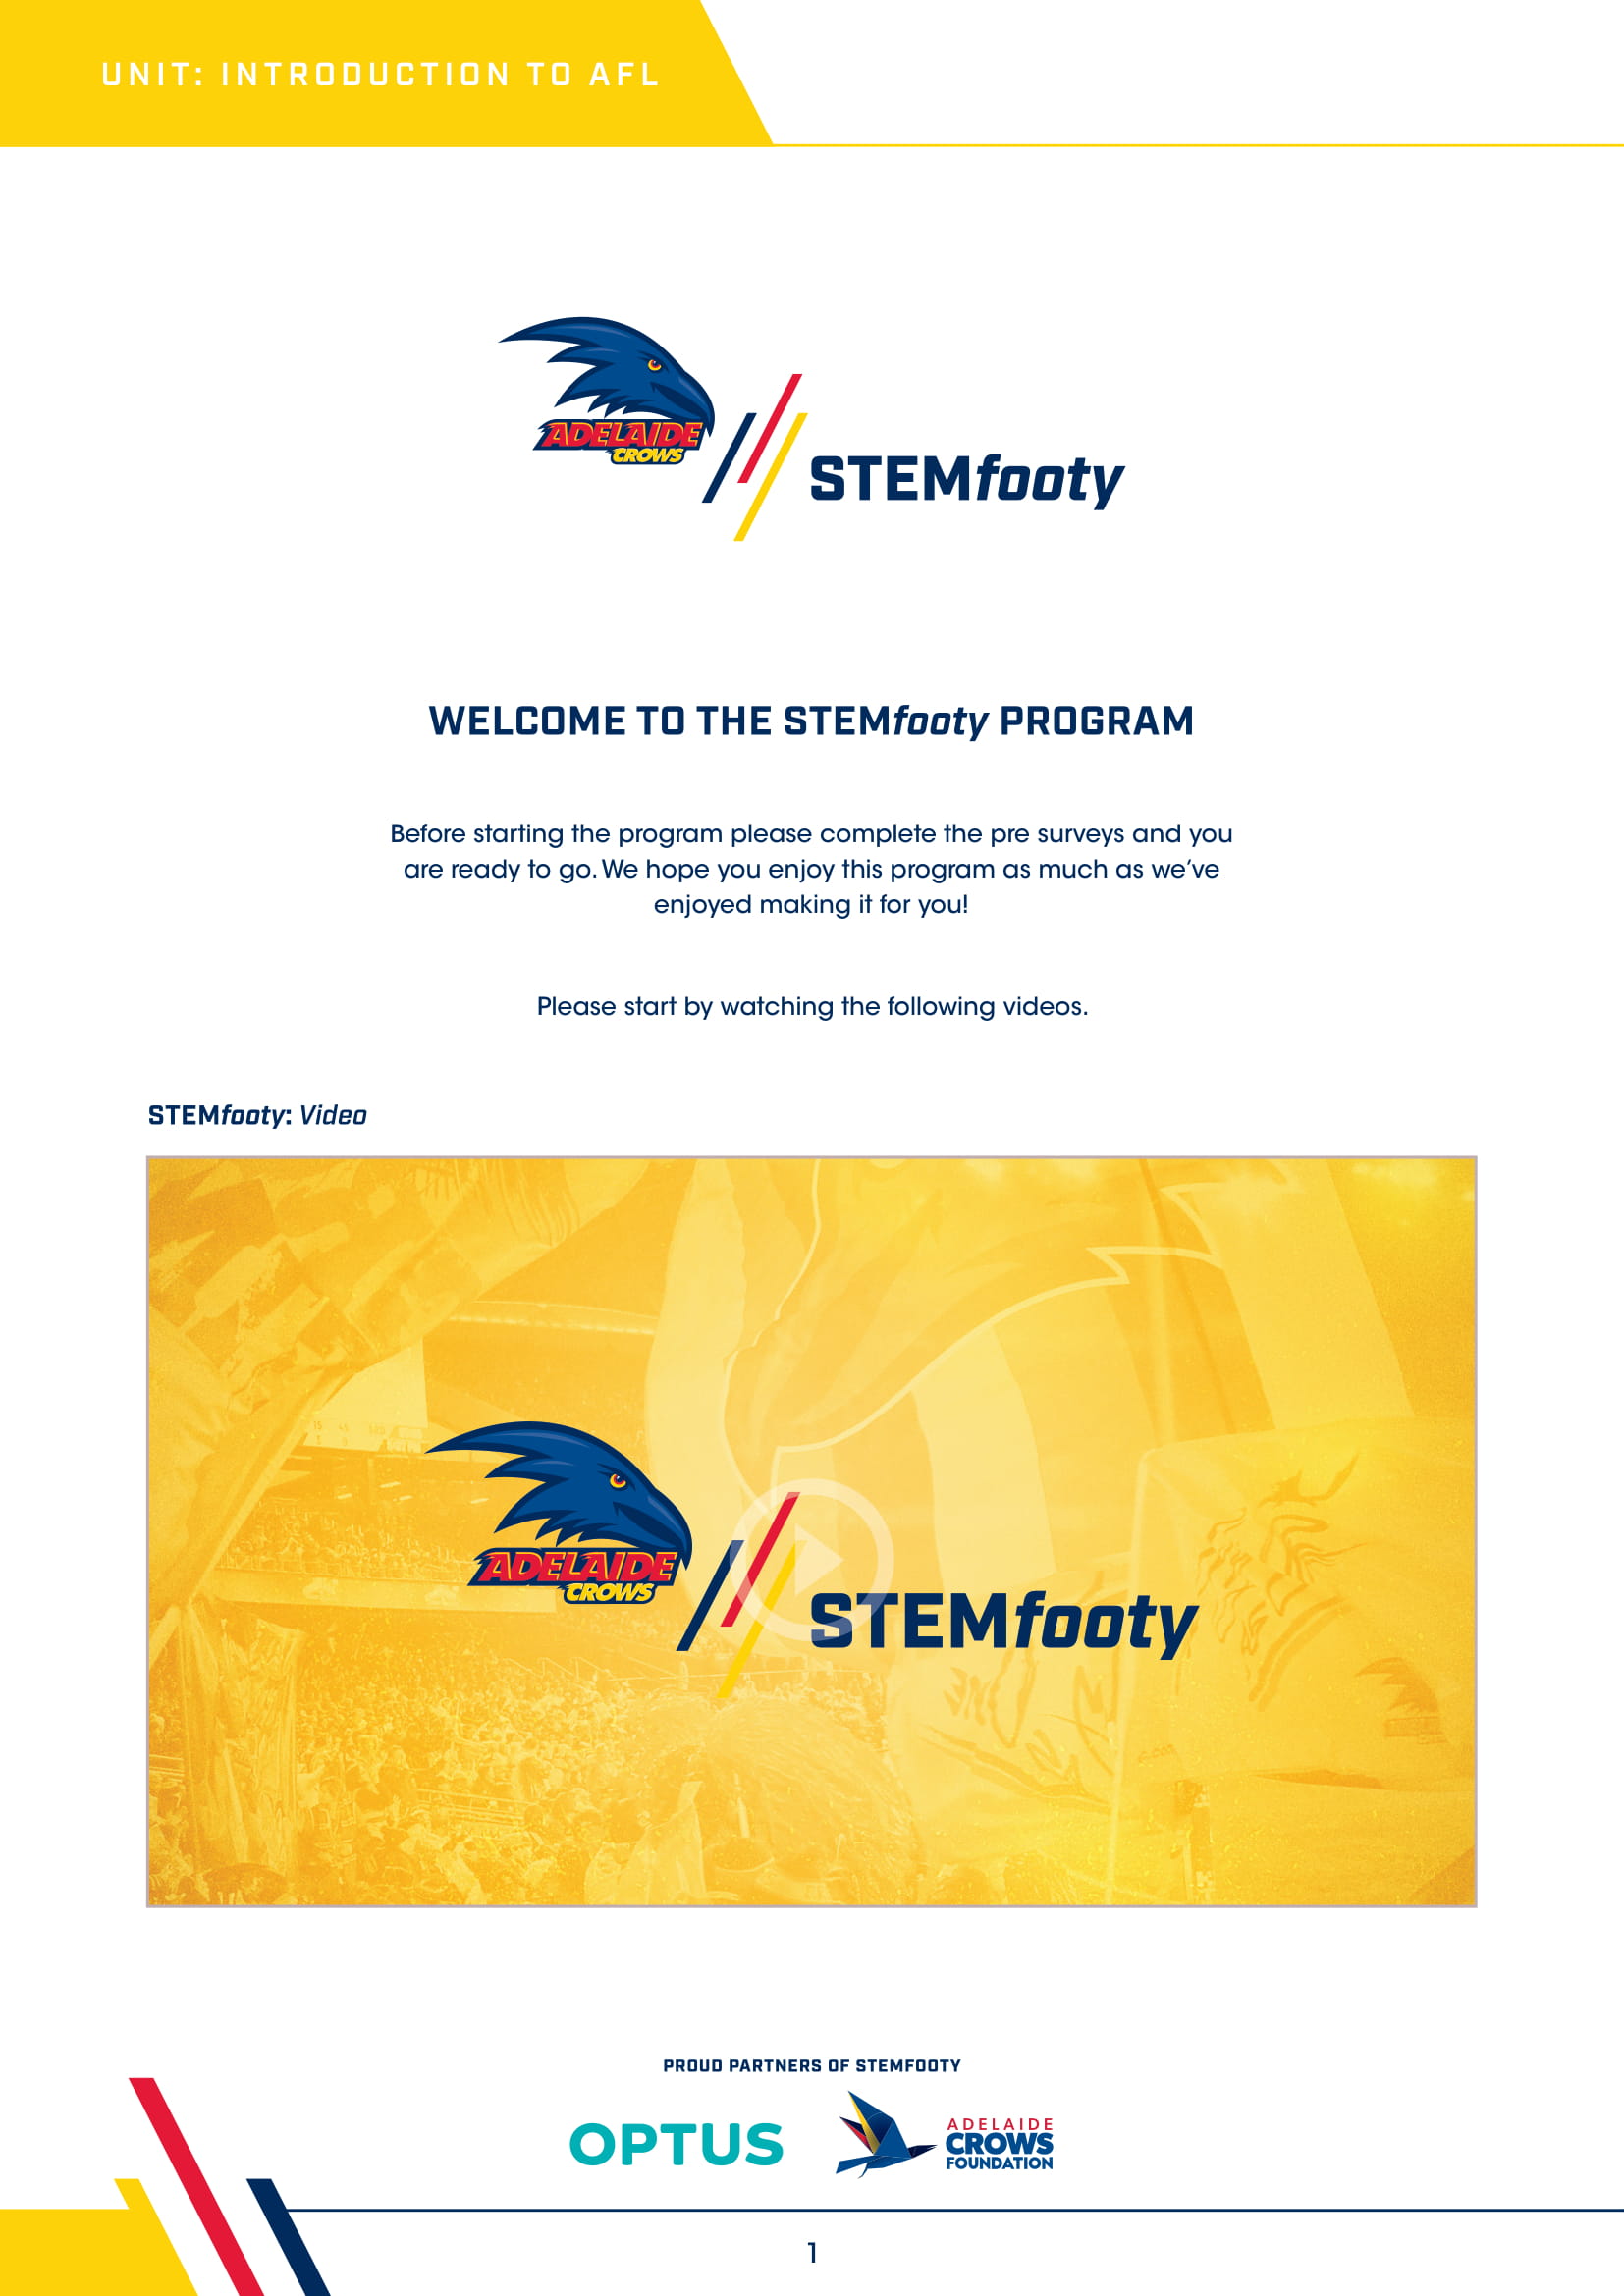 UNIT: INTRODUCTION TO AFL
ADELAIDE
CROWS
STEMfooty
WELCOME TO THE STEMfooty PROGRAM
Before starting the program please complete the pre surveys and you
are ready to go. We hope you enjoy this program as much as we’ve
enjoyed making it for you!
Please start by watching the following videos.
STEMfooty: Video
ADELAIDE
CROWS
STEMfooty
PROUD PARTNERS OF STEMFOOTY
OPTUS
ADELAIDE
CROWS
FOUNDATION
1